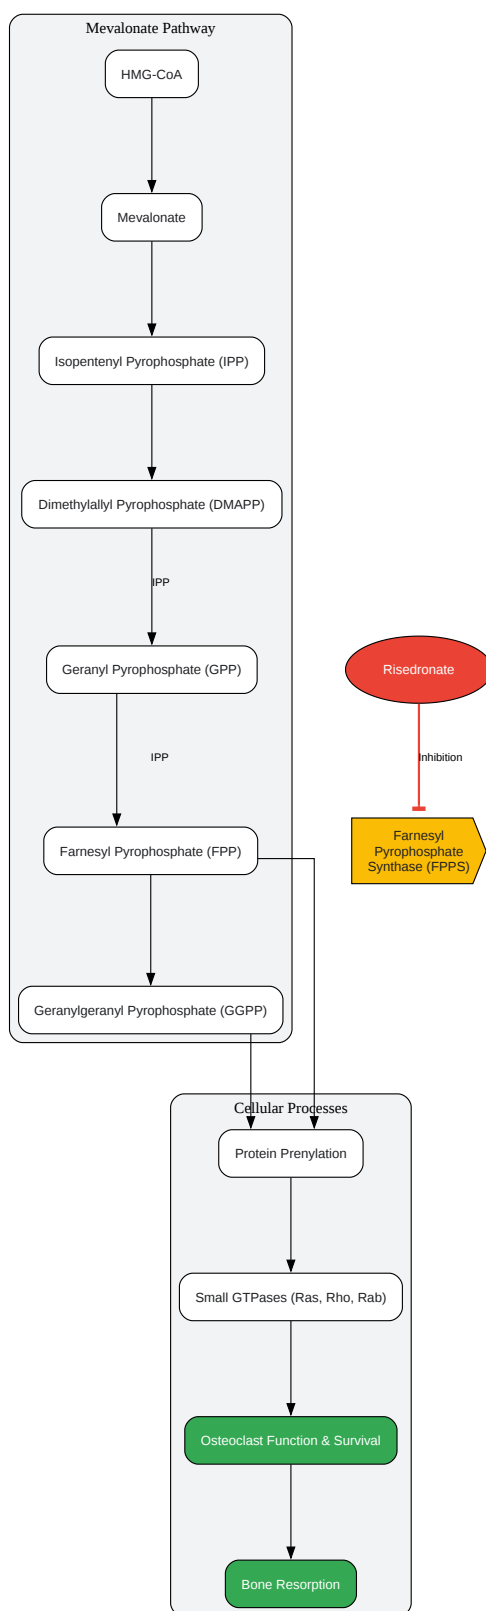 Mevalonate Pathway
HMG-CoA
Mevalonate
Isopentenyl Pyrophosphate (IPP)
Dimethylallyl Pyrophosphate (DMAPP)
IPP
Geranyl Pyrophosphate (GPP)
Risedronate
IPP
Inhibition
Farnesyl Pyrophosphate (FPP)
Farnesyl
Pyrophosphate
Synthase (FPPS)
Geranylgeranyl Pyrophosphate (GGPP)
Cellular Processes
Protein Prenylation
Small GTPases (Ras, Rho, Rab)
Osteoclast Function & Survival
Bone Resorption